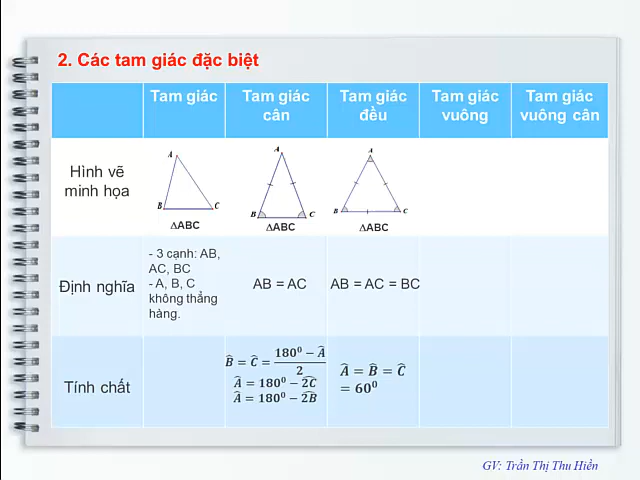 2. Các tam giác đặc biệt
Tam giác
Tam giác
cân
Tam giác
đều
Tam giác
vuông
Tam giác
vuông cân
Hình vẽ
minh họa
A
B
C
ΔABC
A
B
C
ΔABC
A
B
C
ΔABC
Định nghĩa
- 3 cạnh: AB,
AC, BC
- A, B, C
không thẳng
hàng.
AB = AC
AB = AC = BC
Tính chất
B̂ = Ĉ = (180⁰ − Â)/2
Â = 180⁰ − 2Ĉ
Â = 180⁰ − 2B̂
Â = B̂ = Ĉ
= 60⁰
GV: Trần Thị Thu Hiền